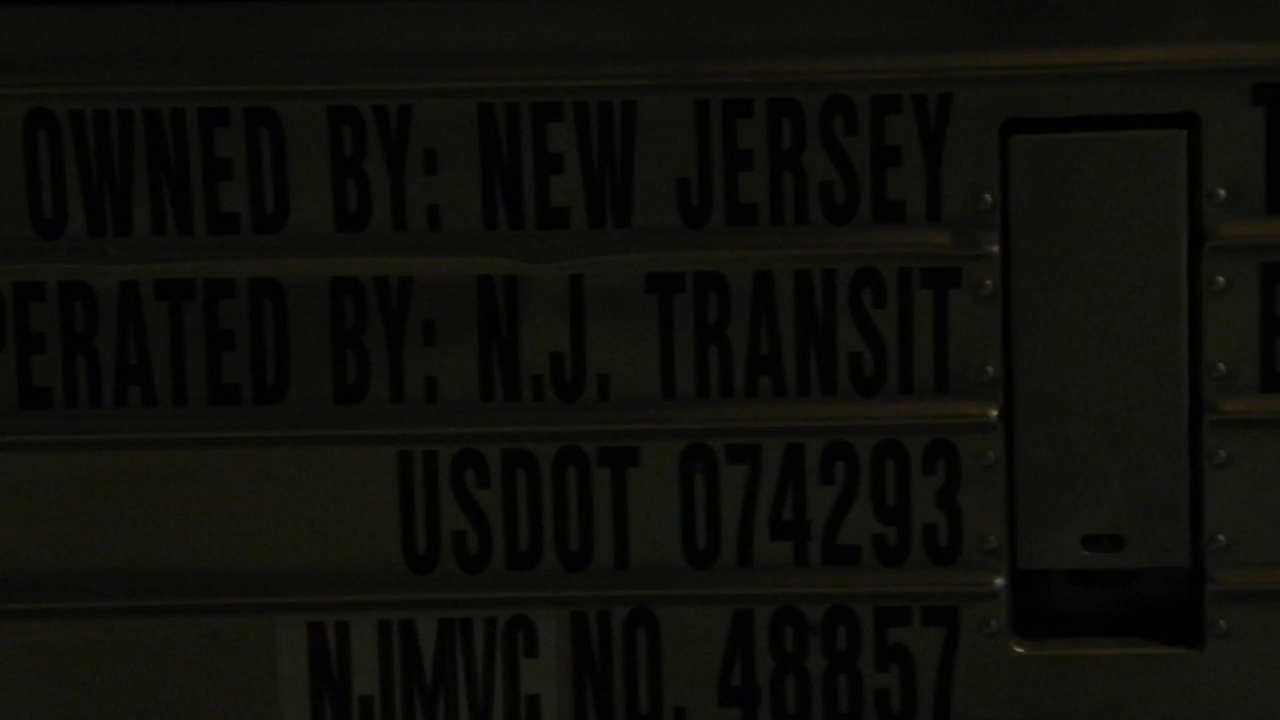 OWNED BY: NEW JERSEY
PERATED BY: N.J. TRANSIT
USDOT 074293
NJMVC NO. 48857